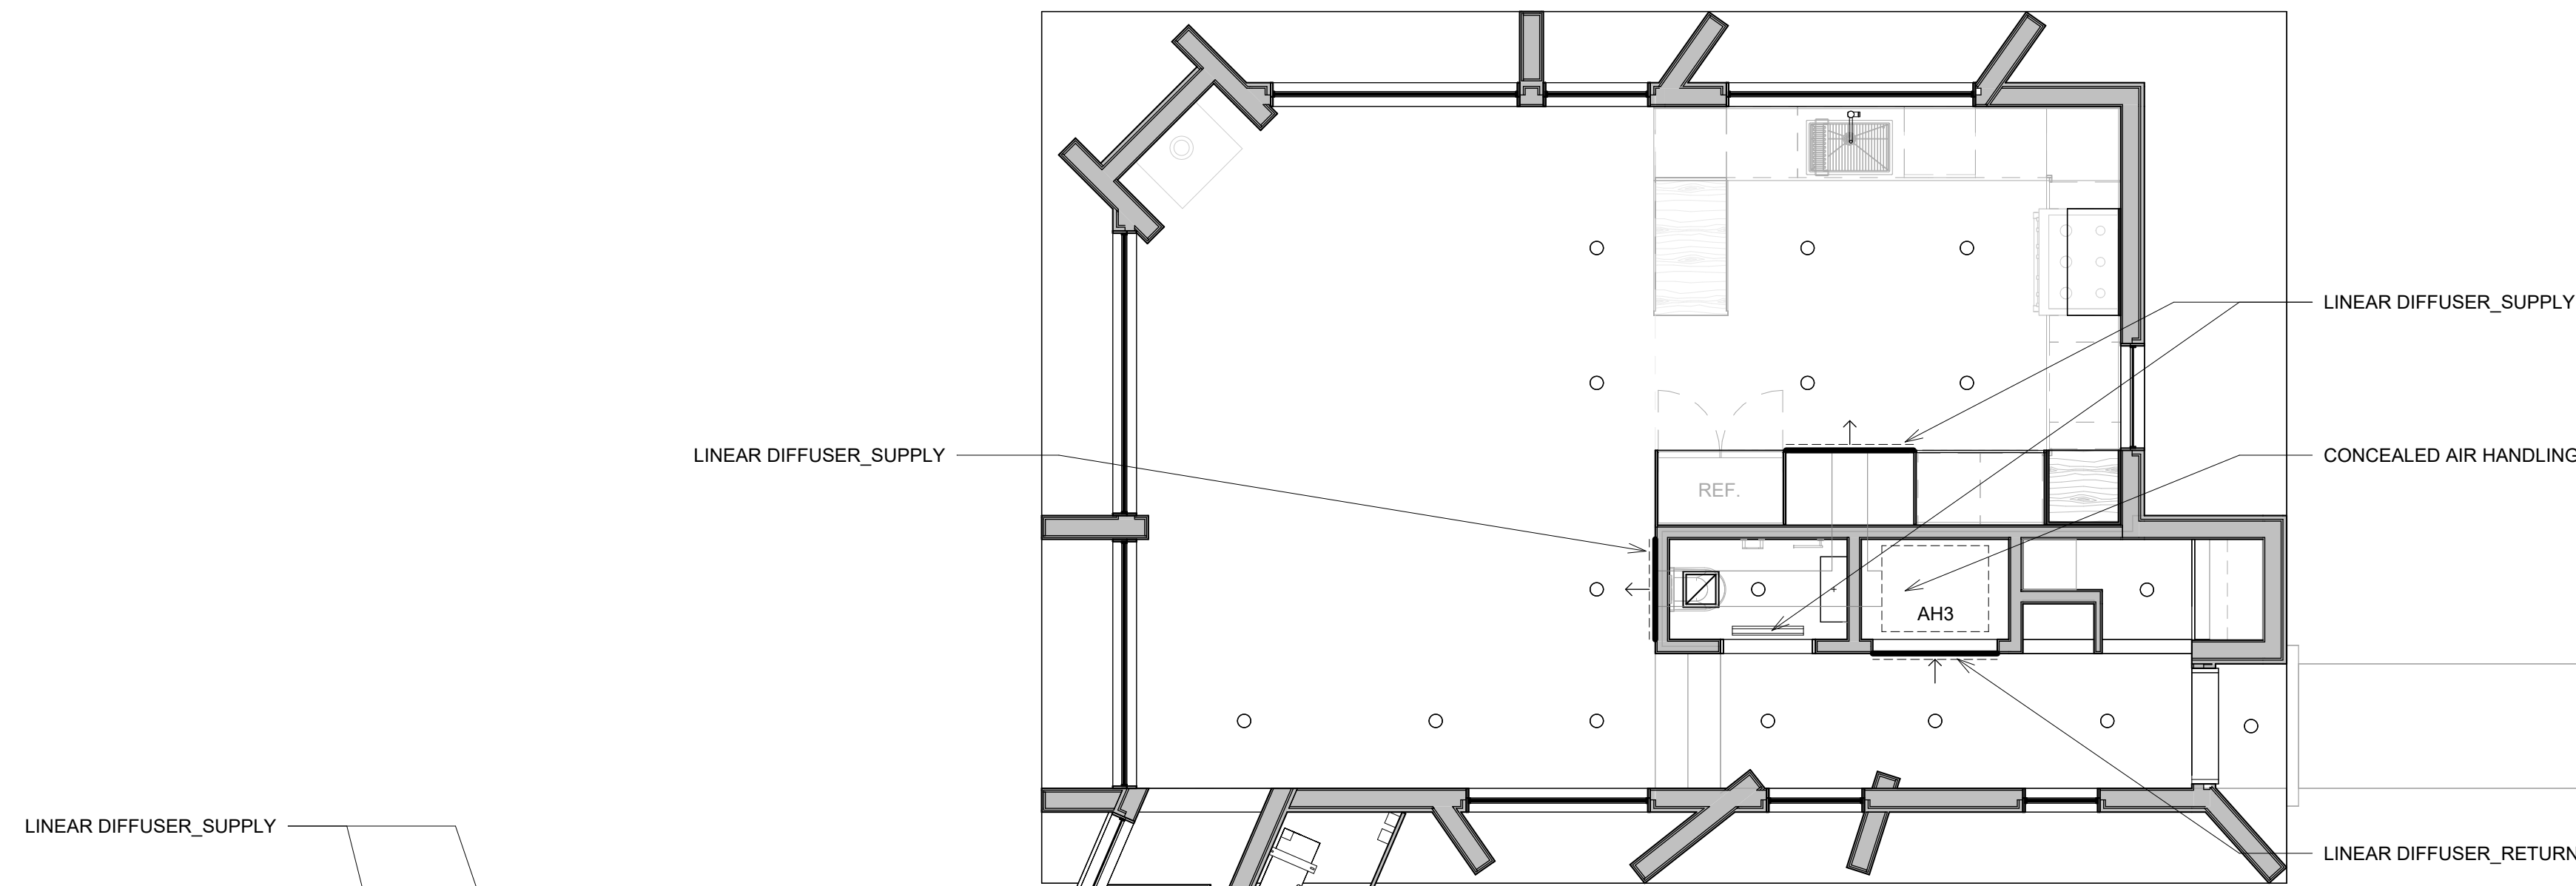 LINEAR DIFFUSER_SUPPLY
LINEAR DIFFUSER_SUPPLY
CONCEALED AIR HANDLING
REF.
AH3
LINEAR DIFFUSER_SUPPLY
LINEAR DIFFUSER_RETURN